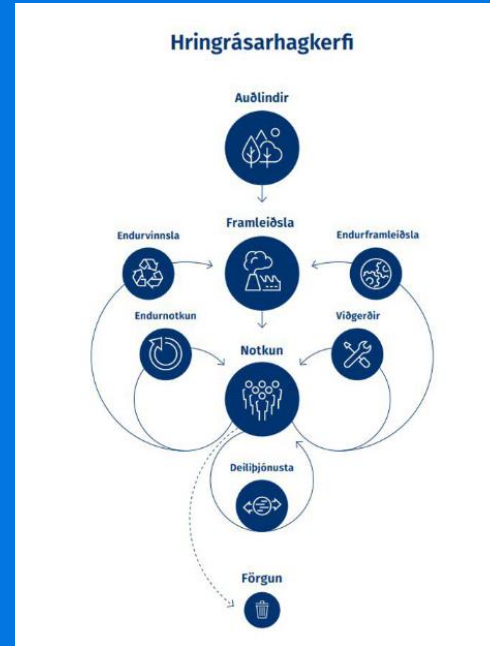 Hringrásarhagkerfi
Auðlindir
Framleiðsla
Endurvinnsla
Endurframleiðsla
Endurnotkun
Viðgerðir
Notkun
Deiliþjónusta
Förgun